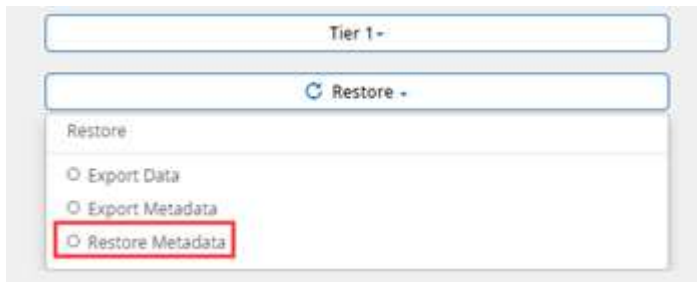 Tier 1
Restore
Restore
Export Data
Export Metadata
Restore Metadata